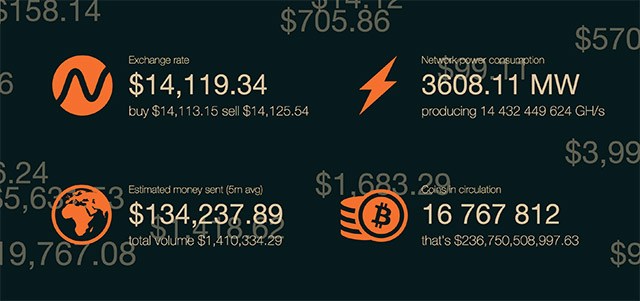 $158.14
$14.12
$705.86
$570
Exchange rate
$14,119.34
buy $14,113.15 sell $14,125.54
Network power consumption
$99.11
3608.11 MW
producing 14 432 449 624 GH/s
$3,99
6.24
Estimated money sent (5m avg)
$134,237.89
$1,418.62
total volume $1,410,334.29
$1,683.29
Coins in circulation
16 767 812
that's $236,750,508,997.63
19,767.08
$9